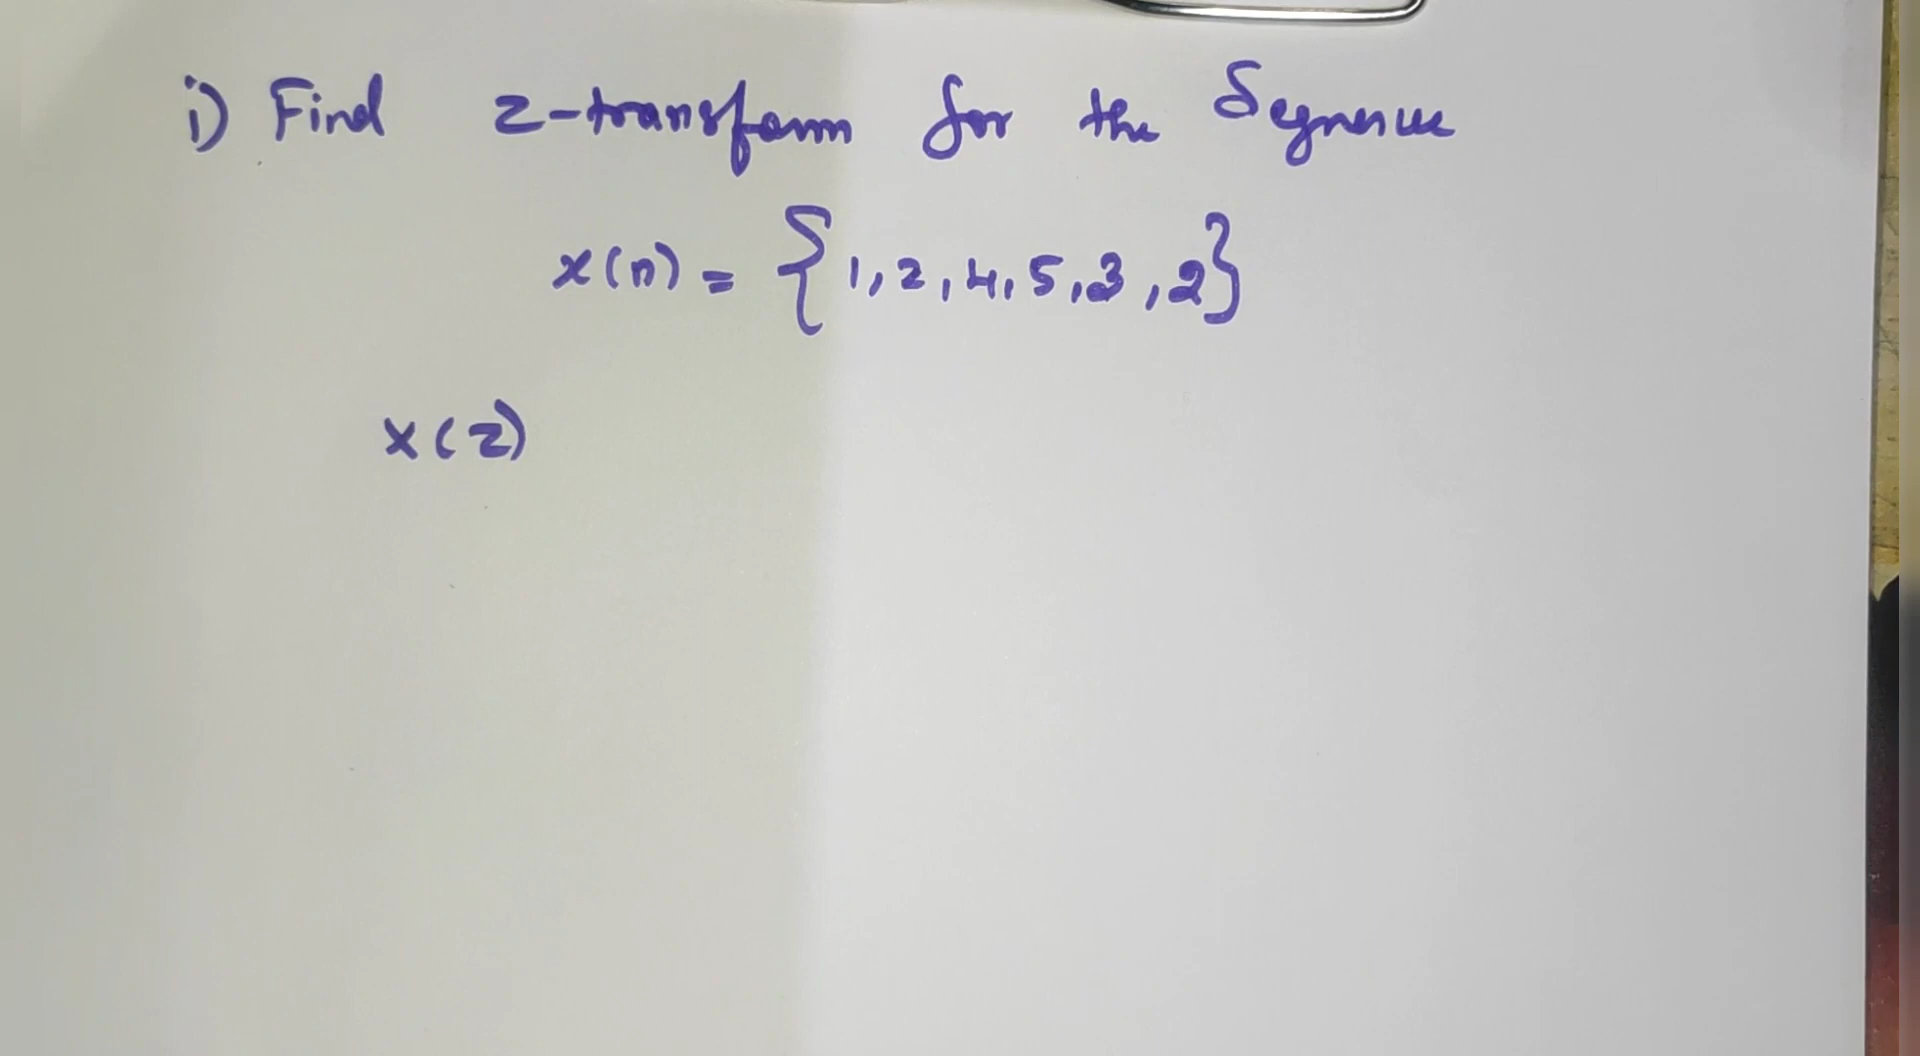 i) Find z-transform for the Sequence
x(n) = {1,2,4,5,3,2}
X(z)